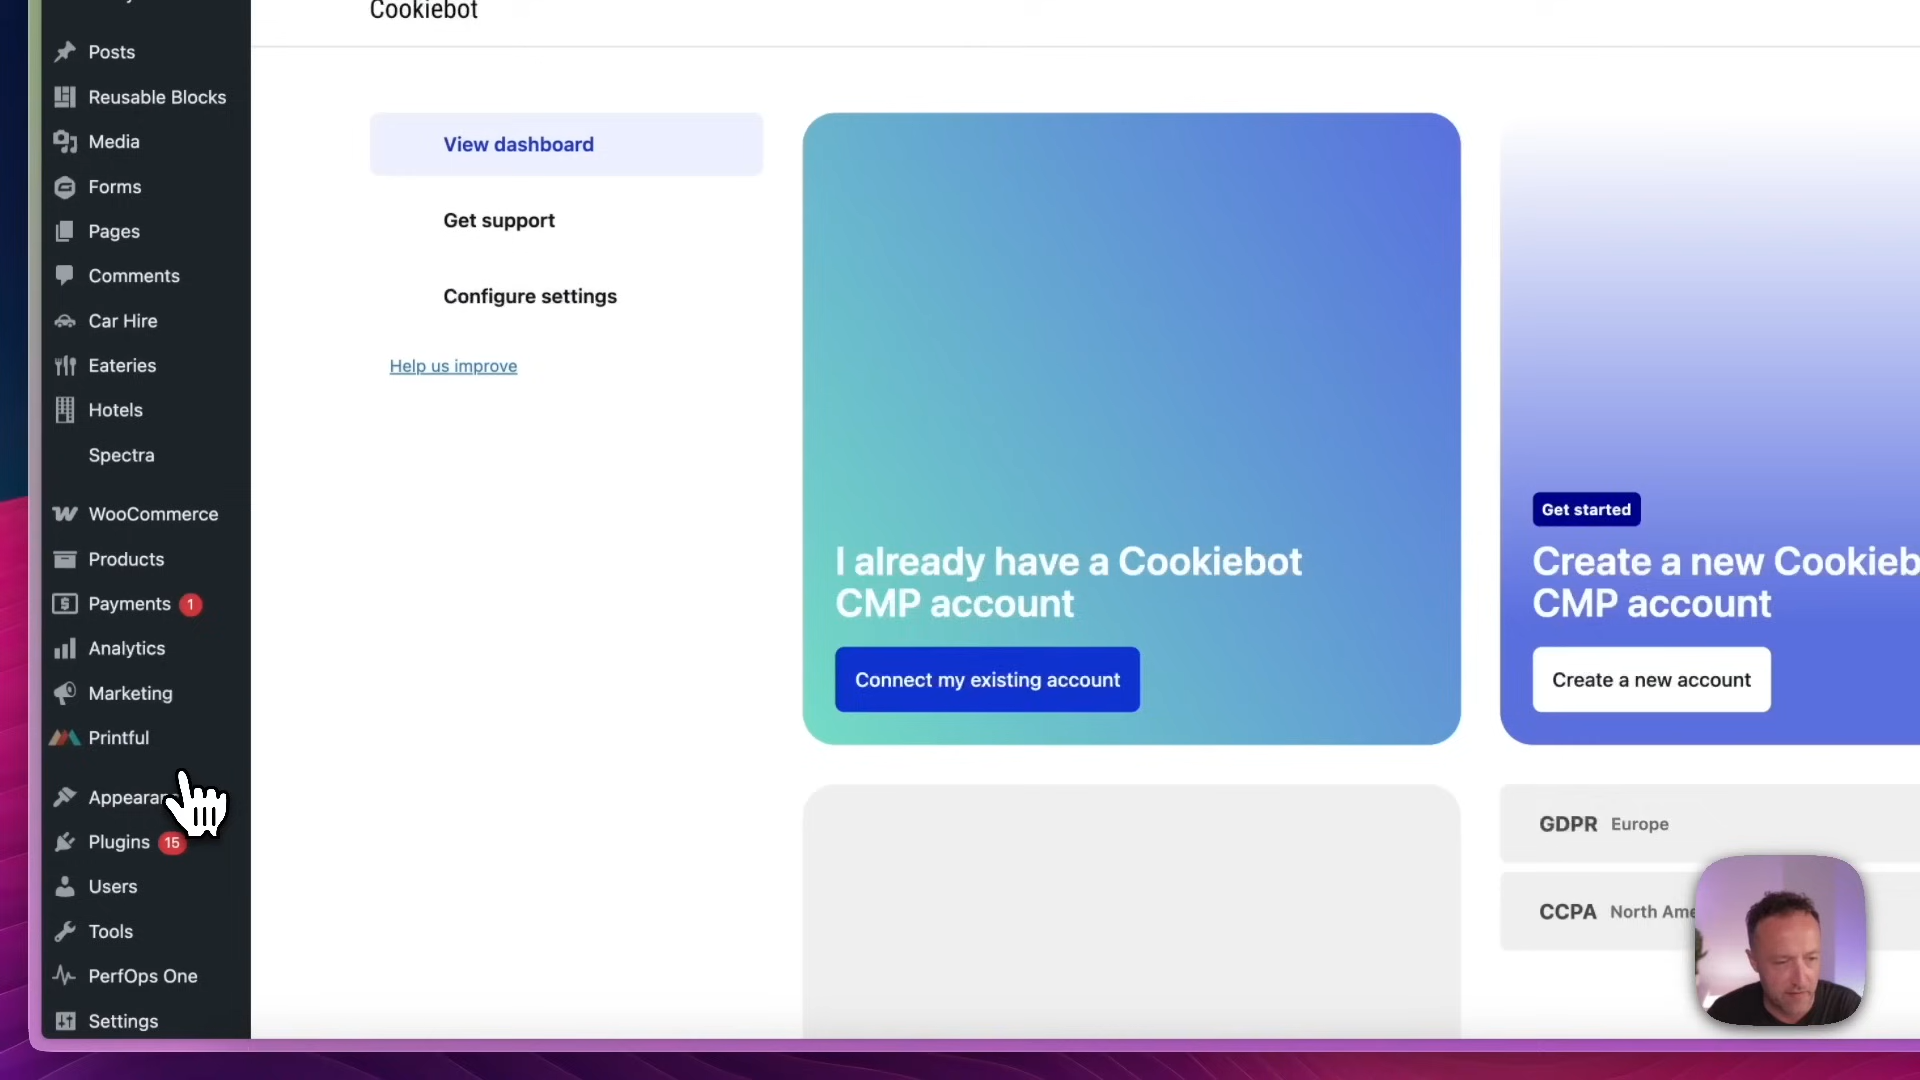 Cookiebot
Posts
Reusable Blocks
Media
Forms
Pages
Comments
Car Hire
Eateries
Hotels
Spectra
WooCommerce
Products
Payments 1
Analytics
Marketing
Printful
Plugins 15
Users
Tools
PerfOps One
Settings
View dashboard
Get support
Configure settings
Help us improve
I already have a Cookiebot
CMP account
Connect my existing account
Get started
Create a new Cookieb
CMP account
Create a new account
GDPR Europe
CCPA North Ame